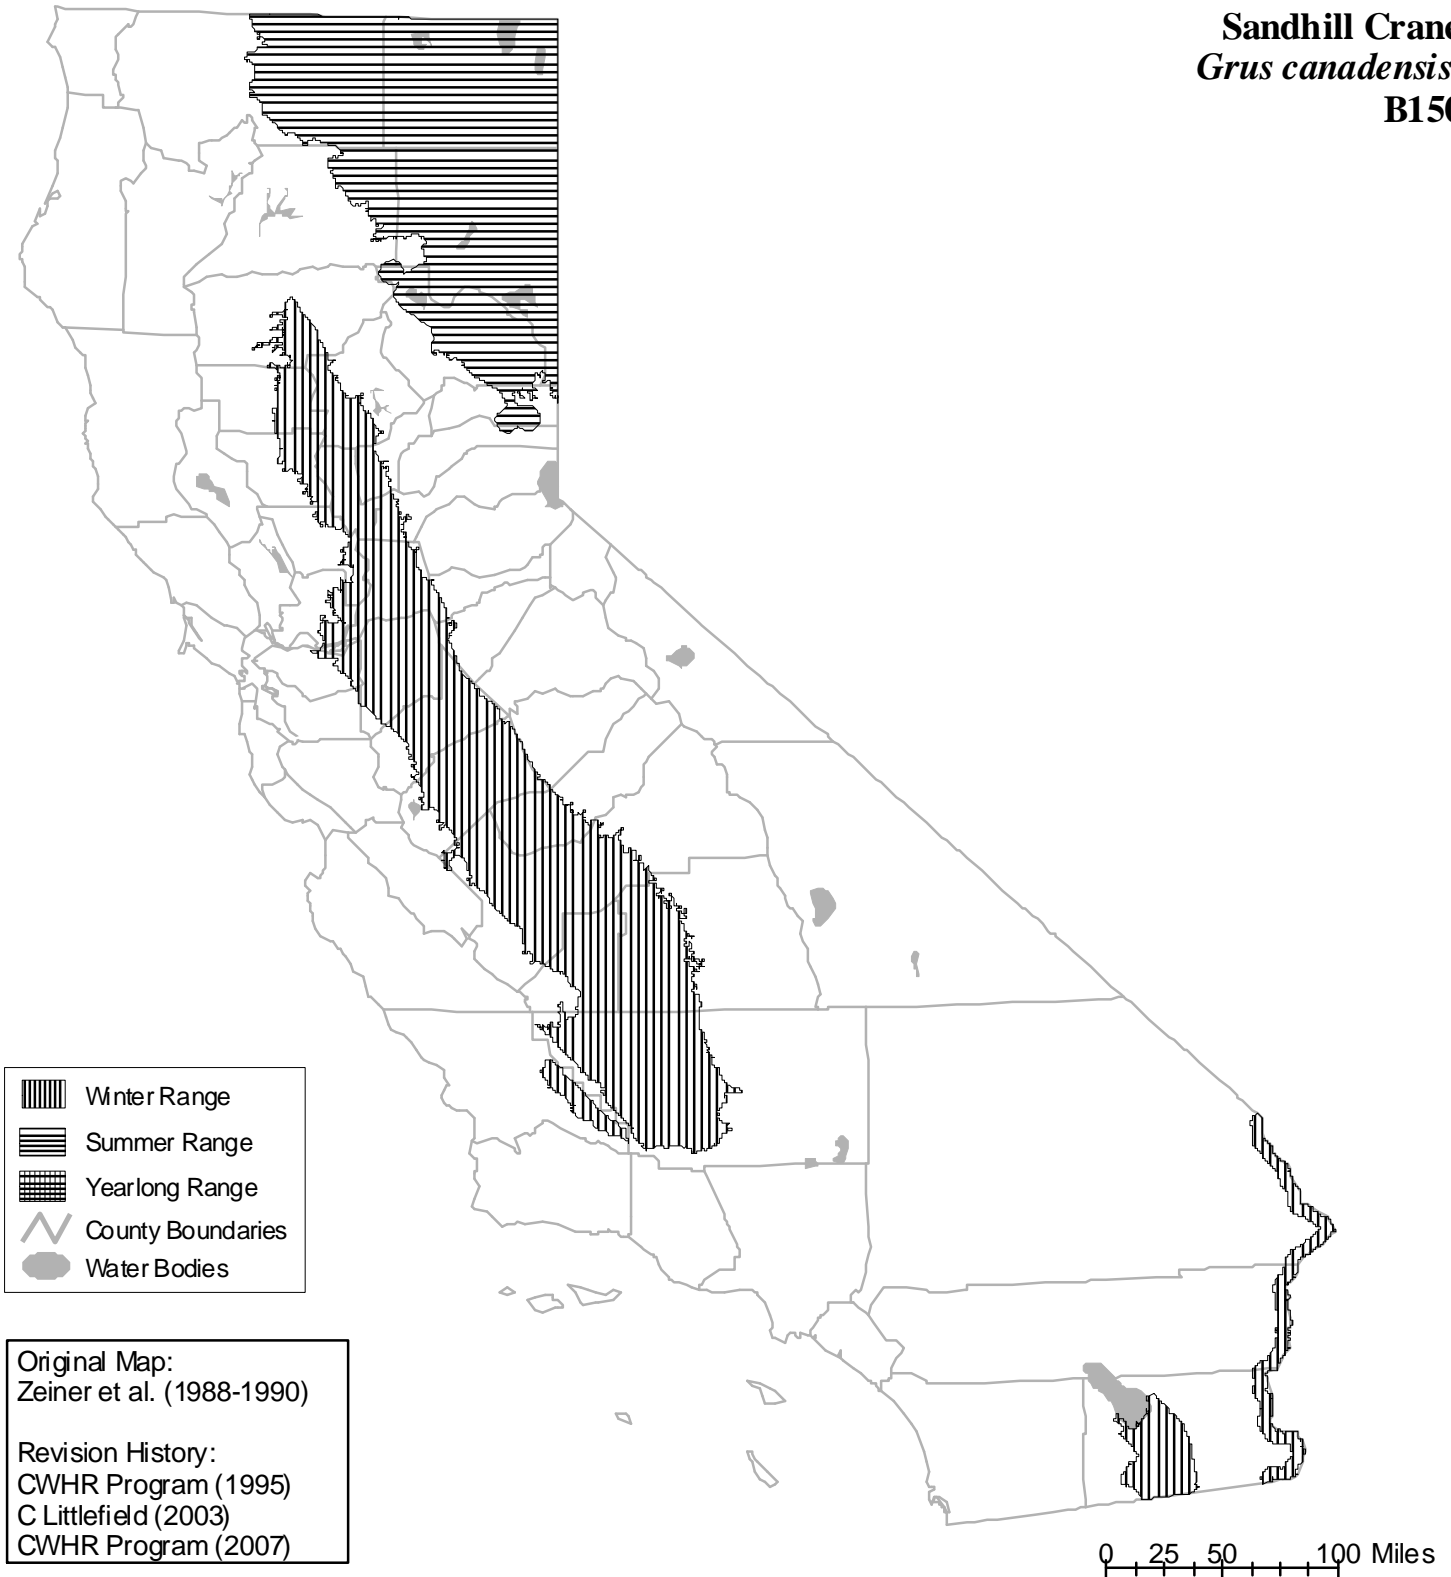 Sandhill Crane
Grus canadensis
B150
Winter Range
Summer Range
Yearlong Range
County Boundaries
Water Bodies
Original Map:
Zeiner et al. (1988-1990)
Revision History:
CWHR Program (1995)
C Littlefield (2003)
CWHR Program (2007)
0 25 50 100 Miles